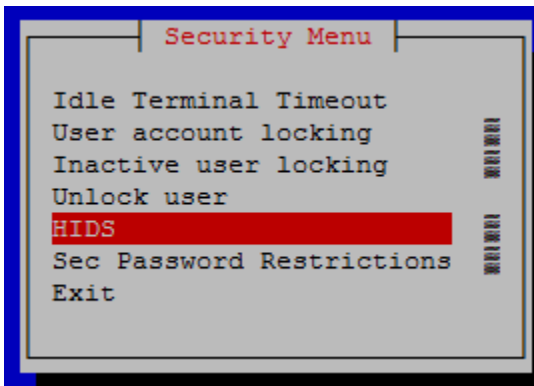 Security Menu
Idle Terminal Timeout
User account locking
Inactive user locking
Unlock user
HIDS
Sec Password Restrictions
Exit